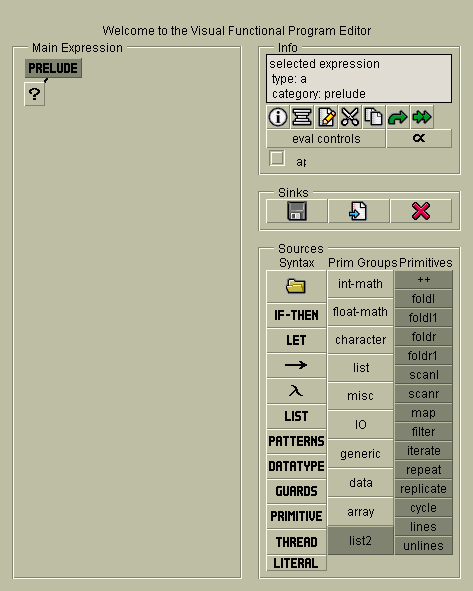 Welcome to the Visual Functional Program Editor
Main Expression
PRELUDE
?
Info
selected expression
type: a
category: prelude
eval controls
α
Sinks
Sources
Syntax
IF-THEN
LET
→
λ
LIST
PATTERNS
DATATYPE
GUARDS
PRIMITIVE
THREAD
LITERAL
Prim Groups
int-math
float-math
character
list
misc
IO
generic
data
array
list2
Primitives
++
foldl
foldl1
foldr
foldr1
scanl
scanr
map
filter
iterate
repeat
replicate
cycle
lines
unlines